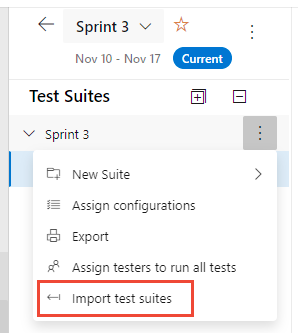 Sprint 3
Nov 10 - Nov 17 Current
Test Suites
Sprint 3
New Suite
Assign configurations
Export
Assign testers to run all tests
Import test suites